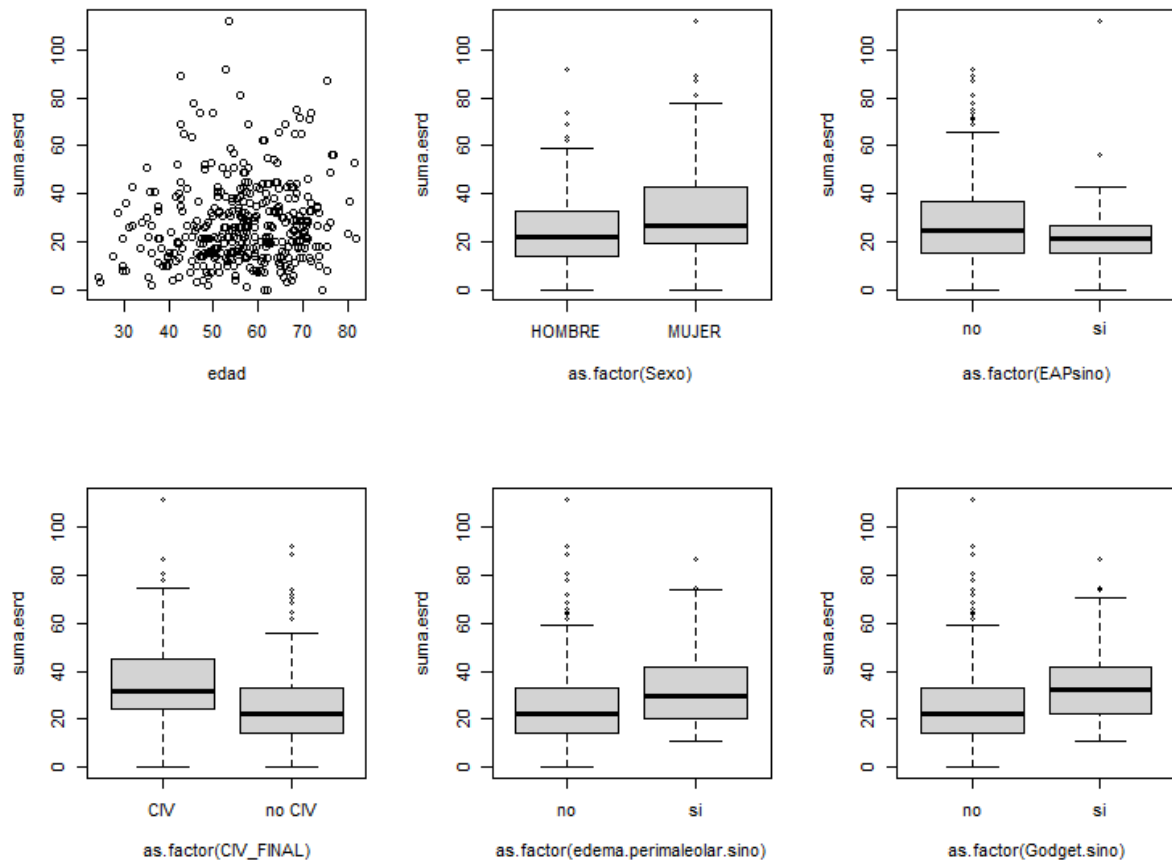 suma.esrd
0 20 40 60 80 100
30 40 50 60 70 80
edad
suma.esrd
0 20 40 60 80 100
HOMBRE MUJER
as.factor(Sexo)
suma.esrd
0 20 40 60 80 100
no si
as.factor(EAPsino)
suma.esrd
0 20 40 60 80 100
CIV no CIV
as.factor(CIV_FINAL)
suma.esrd
0 20 40 60 80 100
no si
as.factor(edema.perimaleolar.sino)
suma.esrd
0 20 40 60 80 100
no si
as.factor(Godget.sino)